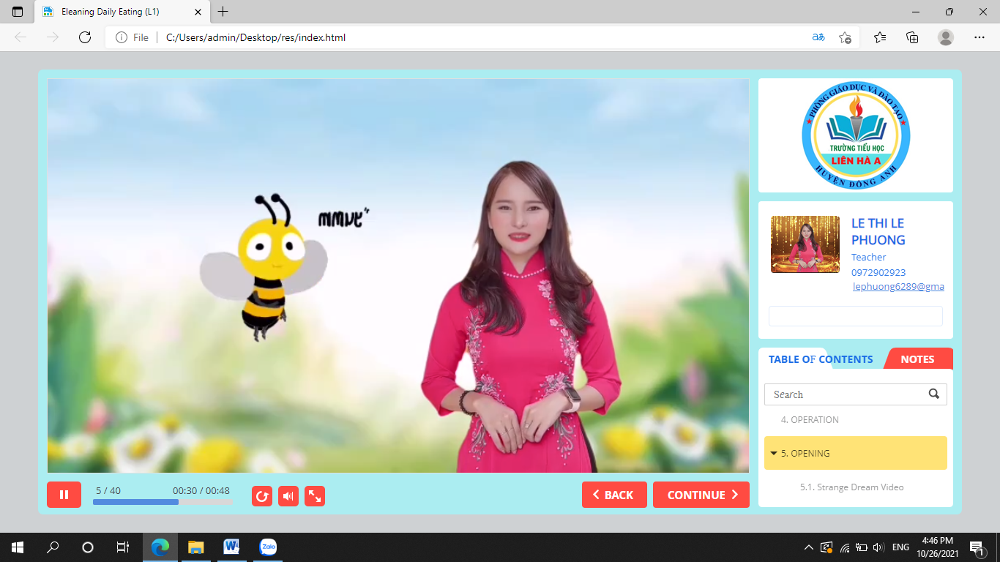 Eleaning Daily Eating (L1)
File
C:/Users/admin/Desktop/res/index.html
PHÒNG GIÁO DỤC VÀ ĐÀO TẠO
TRƯỜNG TIỂU HỌC
LIÊN HÀ A
HUYỆN ĐÔNG ANH
LE THI LE
PHUONG
Teacher
0972902923
lephuong6289@gma
TABLE OF CONTENTS
NOTES
Search
4. OPERATION
5. OPENING
5.1. Strange Dream Video
5 / 40
00:30 / 00:48
BACK
CONTINUE
Zalo
ENG
4:46 PM
10/26/2021
1